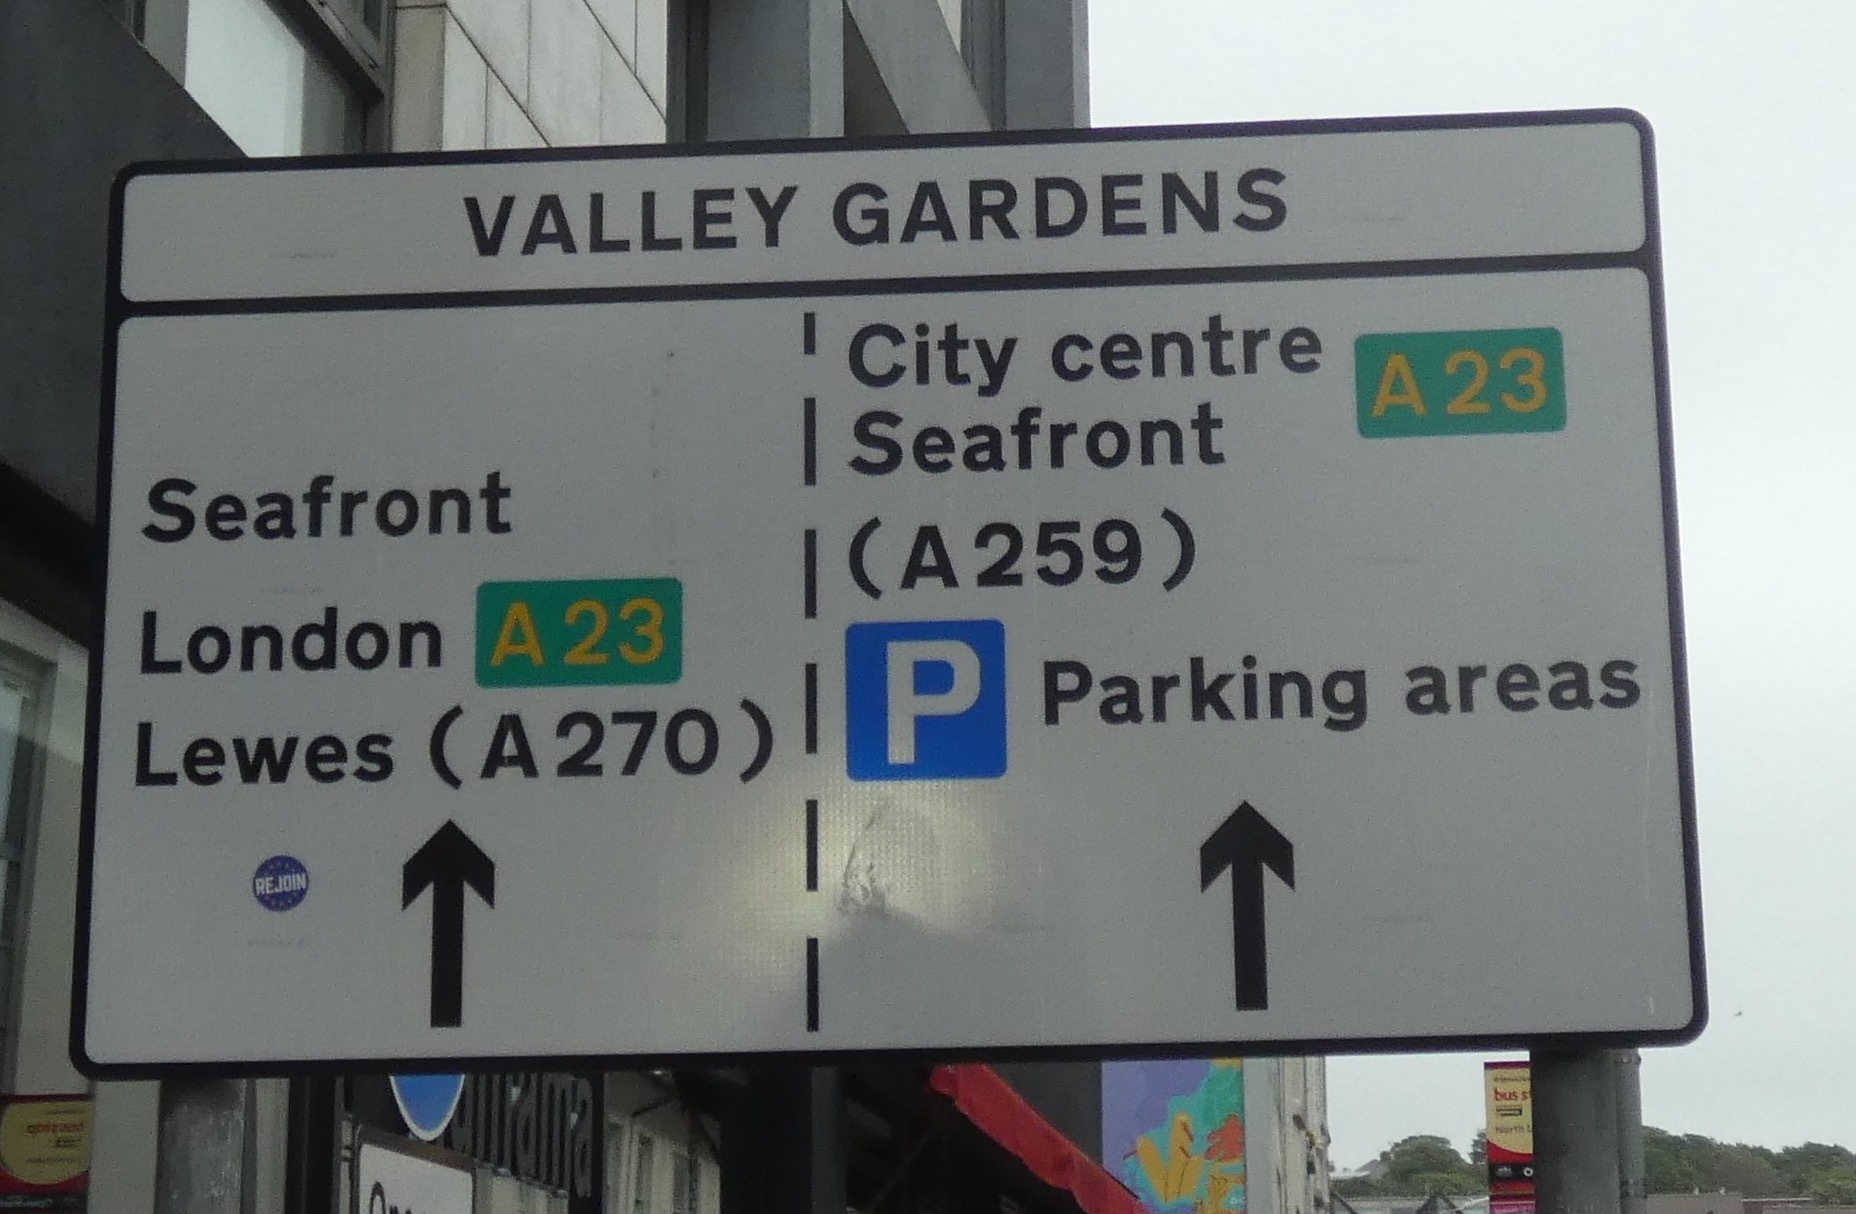 VALLEY GARDENS
Seafront
London A23
Lewes (A270)
REJOIN
City centre A23
Seafront
(A259)
P Parking areas
bus s